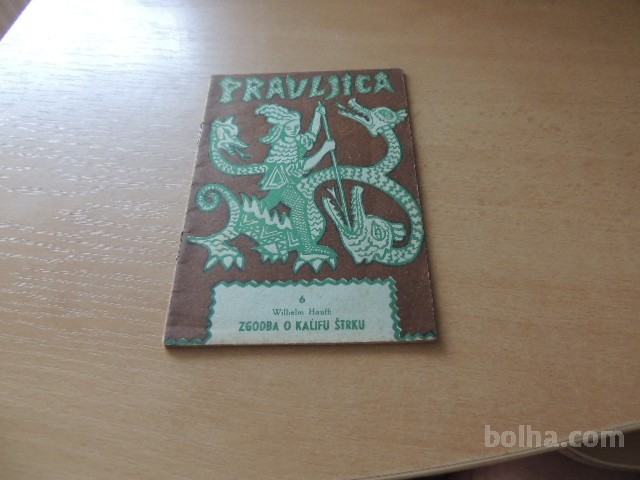 PRAVLJICA
6
Wilhelm Hauff:
ZGODBA O KALIFU ŠTRKU
bolha.com